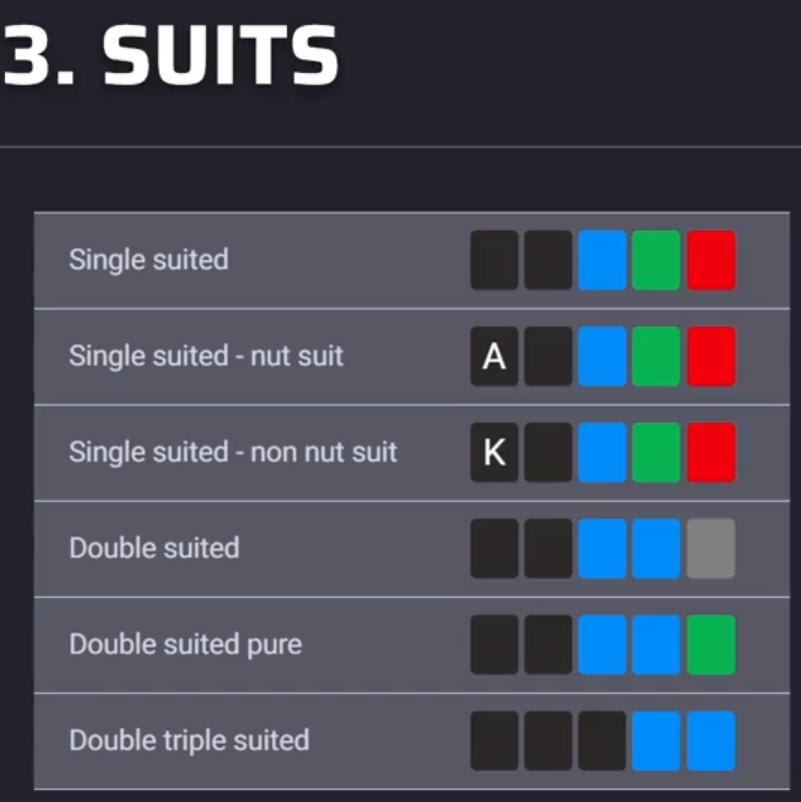 3. SUITS
Single suited
Single suited - nut suit A
Single suited - non nut suit K
Double suited
Double suited pure
Double triple suited